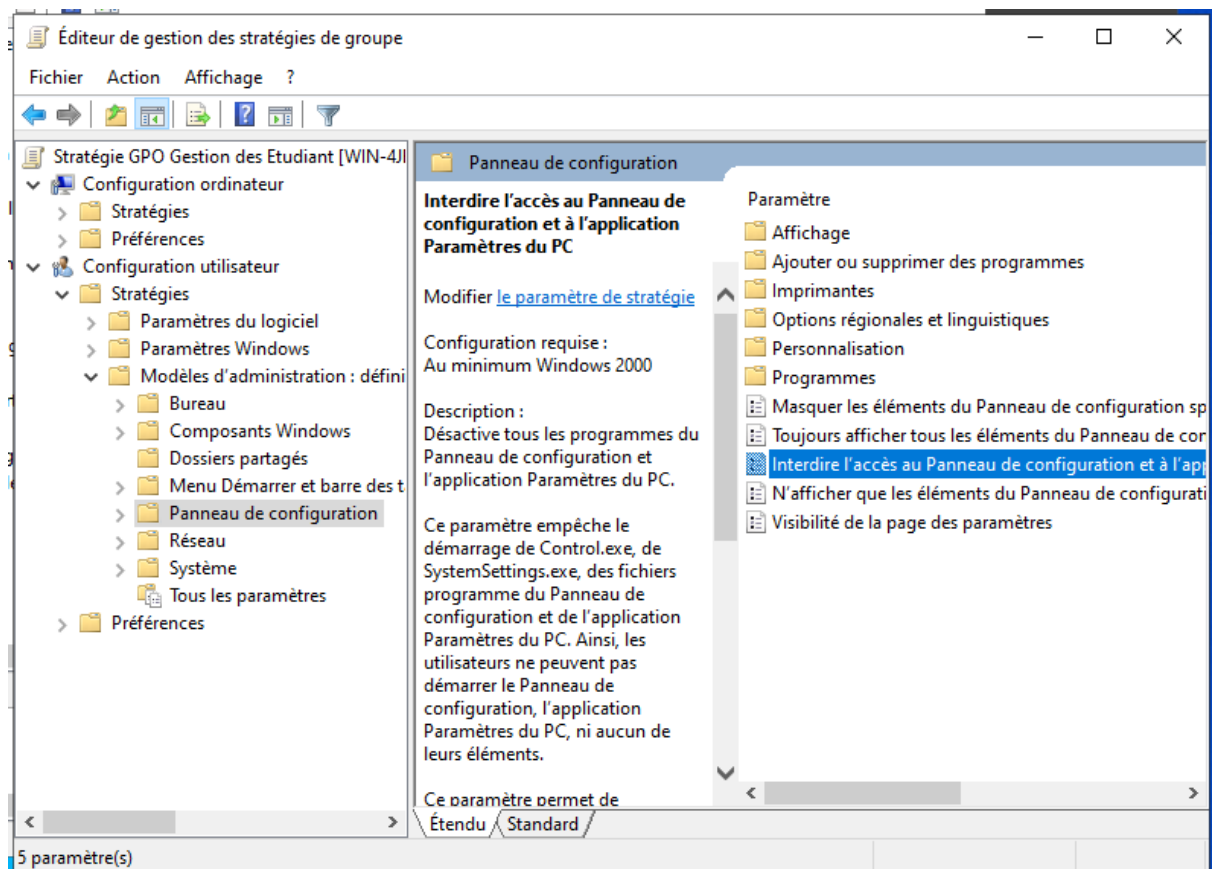 Éditeur de gestion des stratégies de groupe
Fichier Action Affichage ?
Stratégie GPO Gestion des Etudiant [WIN-4JI
Configuration ordinateur
Stratégies
Préférences
Configuration utilisateur
Stratégies
Paramètres du logiciel
Paramètres Windows
Modèles d'administration : défini
Bureau
Composants Windows
Dossiers partagés
Menu Démarrer et barre des t
Panneau de configuration
Réseau
Système
Tous les paramètres
Préférences
Panneau de configuration
Interdire l'accès au Panneau de
configuration et à l'application
Paramètres du PC
Modifier le paramètre de stratégie
Configuration requise :
Au minimum Windows 2000
Description :
Désactive tous les programmes du
Panneau de configuration et
l'application Paramètres du PC.
Ce paramètre empêche le
démarrage de Control.exe, de
SystemSettings.exe, des fichiers
programme du Panneau de
configuration et de l'application
Paramètres du PC. Ainsi, les
utilisateurs ne peuvent pas
démarrer le Panneau de
configuration, l'application
Paramètres du PC, ni aucun de
leurs éléments.
Ce paramètre permet de
Paramètre
Affichage
Ajouter ou supprimer des programmes
Imprimantes
Options régionales et linguistiques
Personnalisation
Programmes
Masquer les éléments du Panneau de configuration sp
Toujours afficher tous les éléments du Panneau de con
Interdire l'accès au Panneau de configuration et à l'app
N'afficher que les éléments du Panneau de configurati
Visibilité de la page des paramètres
Étendu Standard
5 paramètre(s)